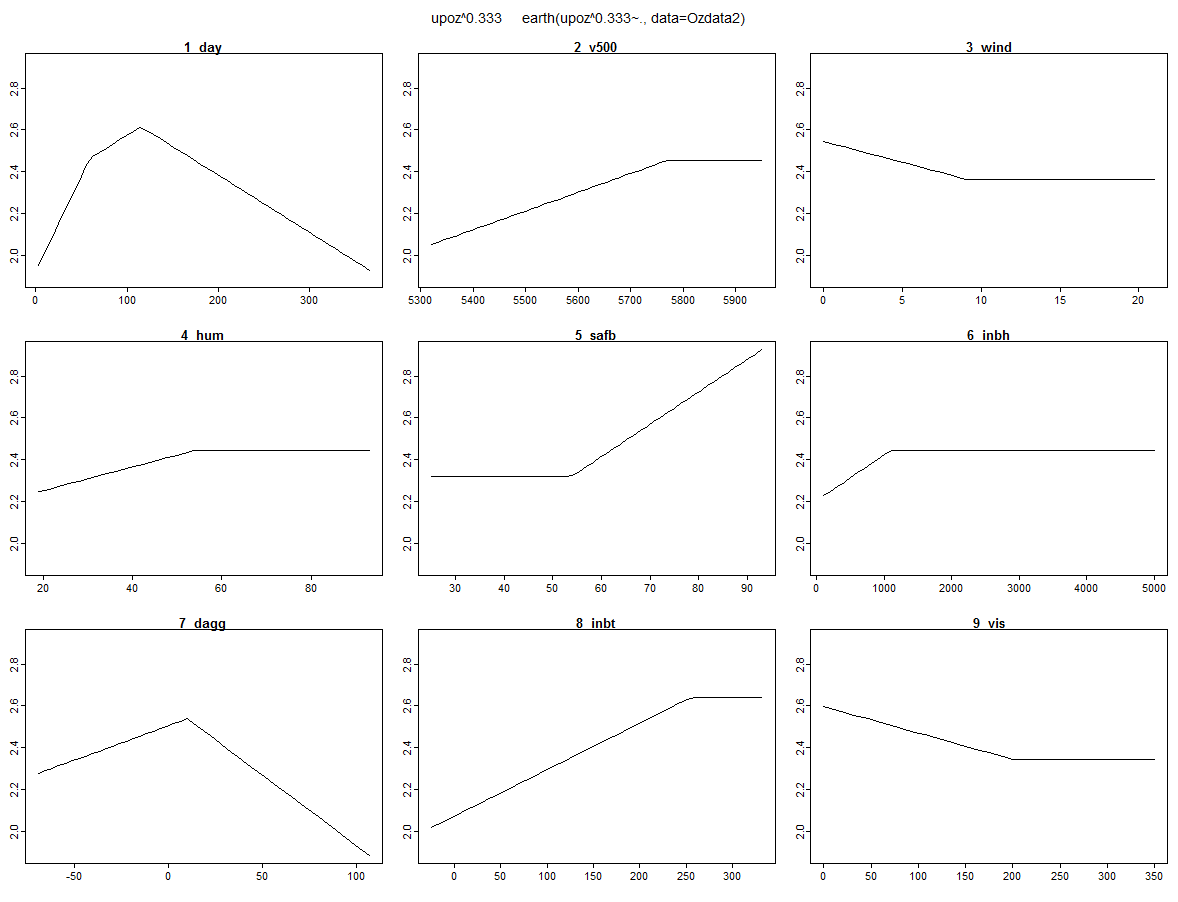 upoz^0.333 earth(upoz^0.333~., data=Ozdata2)
1 day
2 v500
3 wind
2.0 2.2 2.4 2.6 2.8
2.0 2.2 2.4 2.6 2.8
2.0 2.2 2.4 2.6 2.8
0 100 200 300
5300 5400 5500 5600 5700 5800 5900
0 5 10 15 20
4 hum
5 safb
6 inbh
2.0 2.2 2.4 2.6 2.8
2.0 2.2 2.4 2.6 2.8
2.0 2.2 2.4 2.6 2.8
20 40 60 80
30 40 50 60 70 80 90
0 1000 2000 3000 4000 5000
7 dagg
8 inbt
9 vis
2.0 2.2 2.4 2.6 2.8
2.0 2.2 2.4 2.6 2.8
2.0 2.2 2.4 2.6 2.8
-50 0 50 100
0 50 100 150 200 250 300
0 50 100 150 200 250 300 350